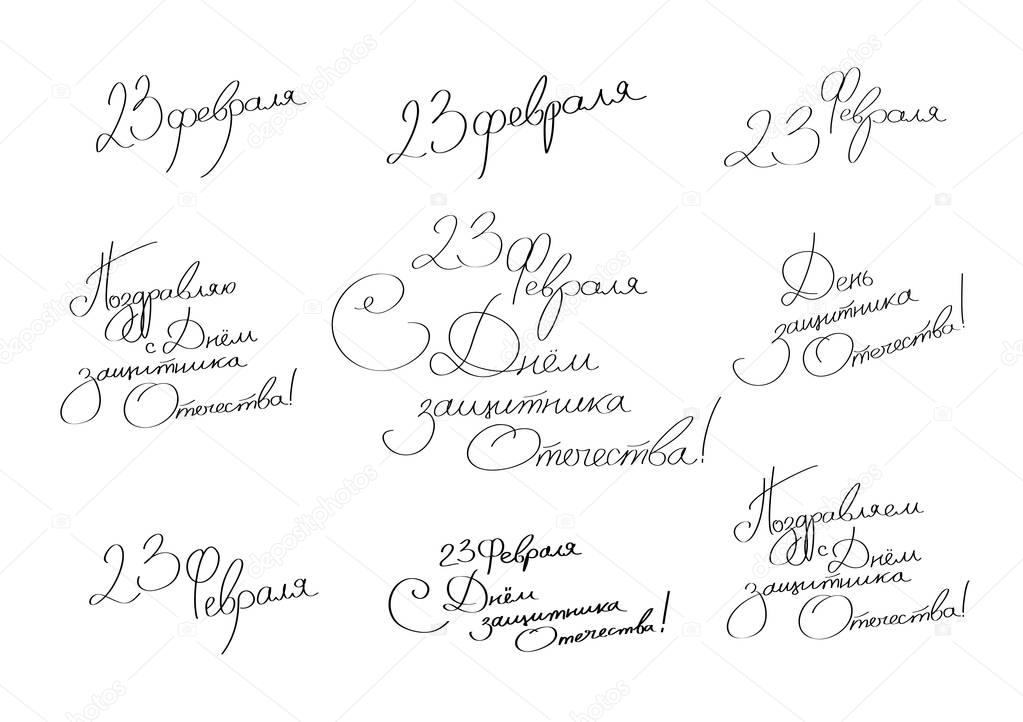 23 февраля
23 февраля
23 Февраля
Поздравляю
с Днём
защитника
Отечества!
23 Февраля
С Днём
защитника
Отечества!
День
защитника
Отечества!
23 Февраля
23 Февраля
С Днём
защитника
Отечества!
Поздравляем
с Днём
защитника
Отечества!
depositphotos